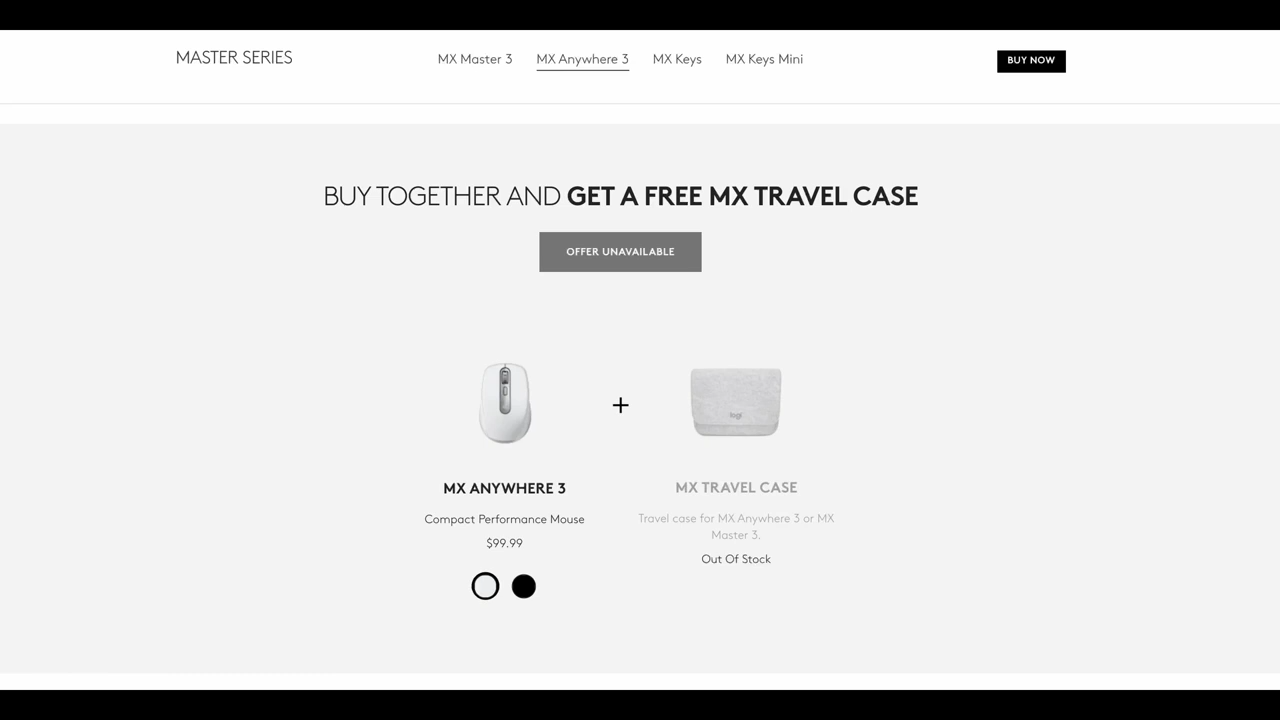 MASTER SERIES
MX Master 3
MX Anywhere 3
MX Keys
MX Keys Mini
BUY NOW
BUY TOGETHER AND GET A FREE MX TRAVEL CASE
OFFER UNAVAILABLE
logi
MX ANYWHERE 3
Compact Performance Mouse
$99.99
MX TRAVEL CASE
Travel case for MX Anywhere 3 or MX
Master 3.
Out Of Stock